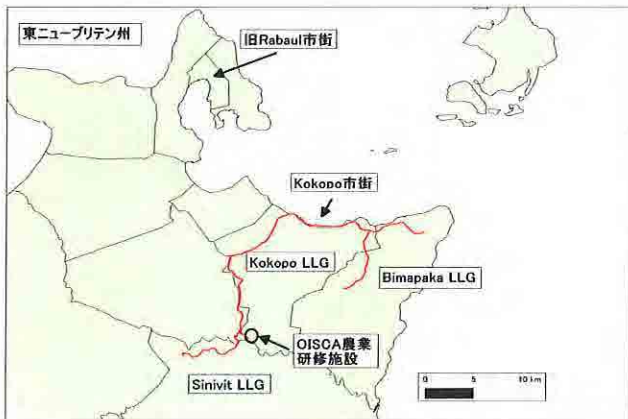 東ニューブリテン州
旧Rabaul市街
Kokopo市街
Kokopo LLG
Bimapaka LLG
OISCA農業
研修施設
Sinivit LLG
0 5 10 km